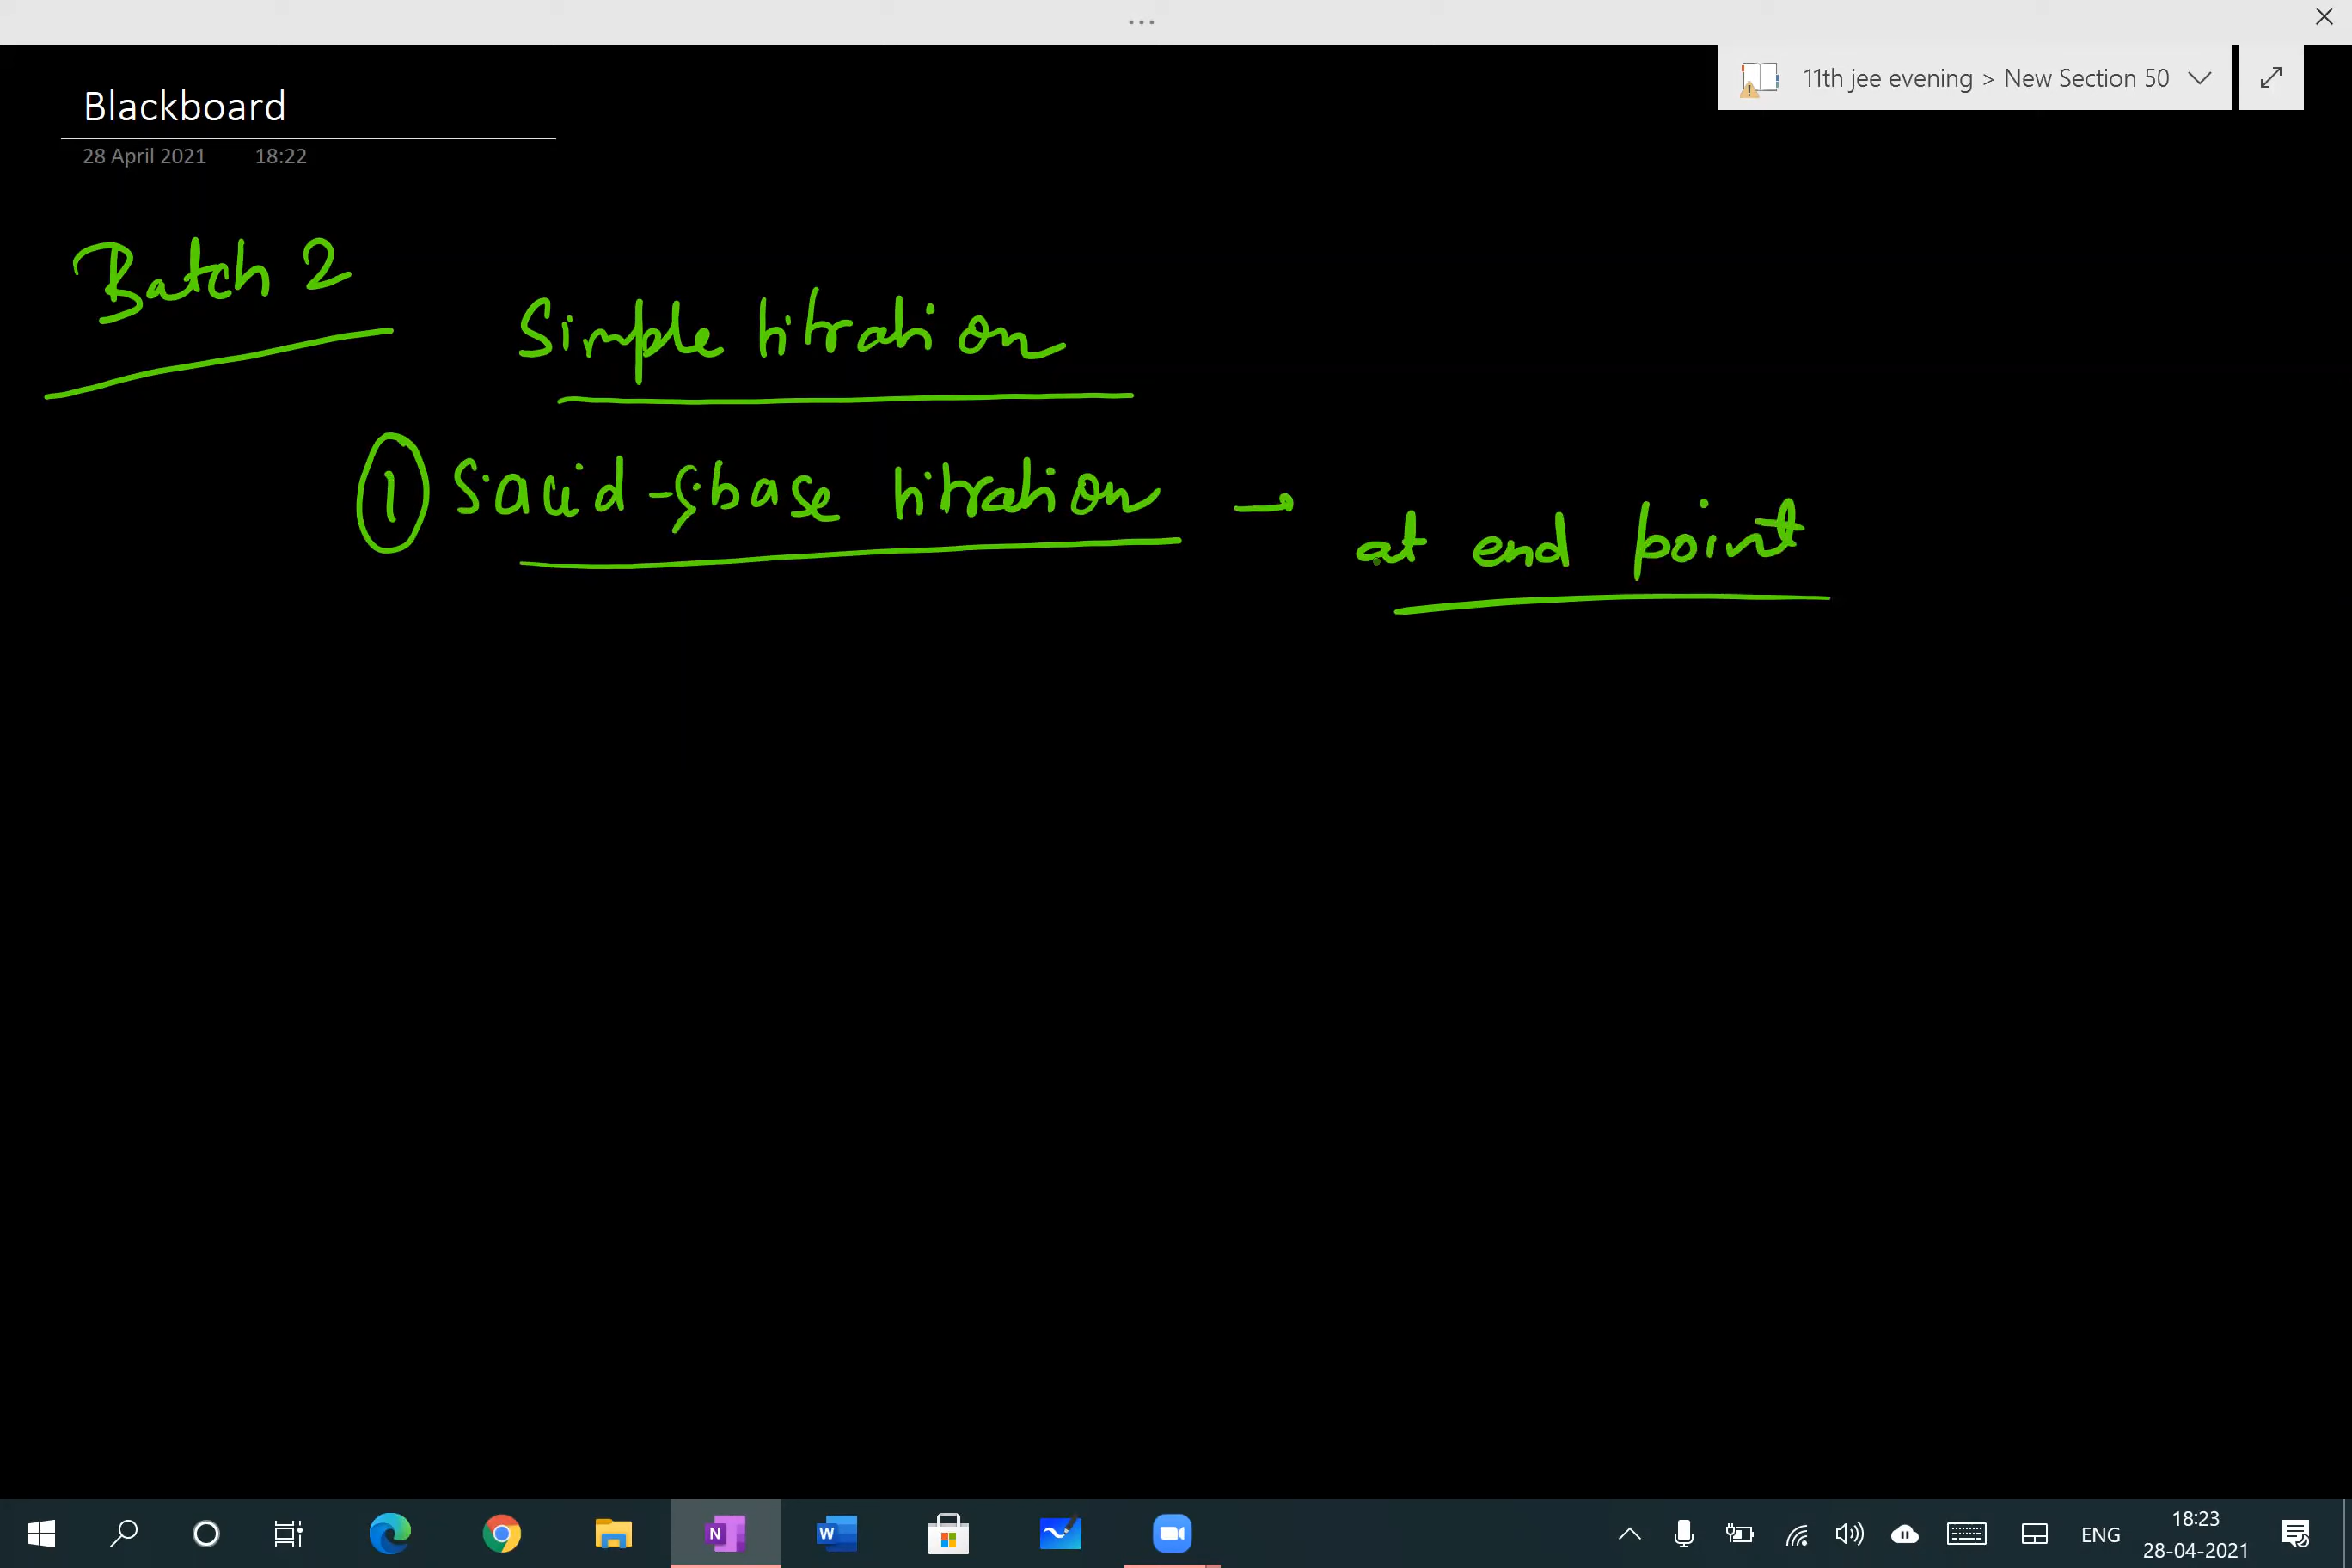 11th jee evening > New Section 50
Blackboard
28 April 2021 18:22
Batch 2
Simple titration
① S.acid - S.base titration → at end point
ENG
18:23
28-04-2021